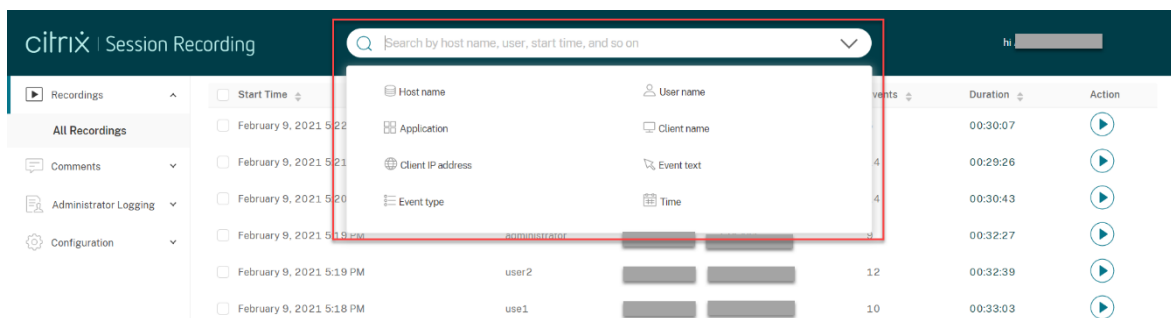 citrix | Session Recording
Search by host name, user, start time, and so on
hi
Recordings
Start Time
Host name
User name
vents
Duration
Action
All Recordings
February 9, 2021 5:22
Application
Client name
00:30:07
Comments
February 9, 2021 5:21
Client IP address
Event text
4
00:29:26
Administrator Logging
February 9, 2021 5:20
Event type
Time
4
00:30:43
Configuration
February 9, 2021 5:19 PM
administrator
9
00:32:27
February 9, 2021 5:19 PM
user2
12
00:32:39
February 9, 2021 5:18 PM
use1
10
00:33:03